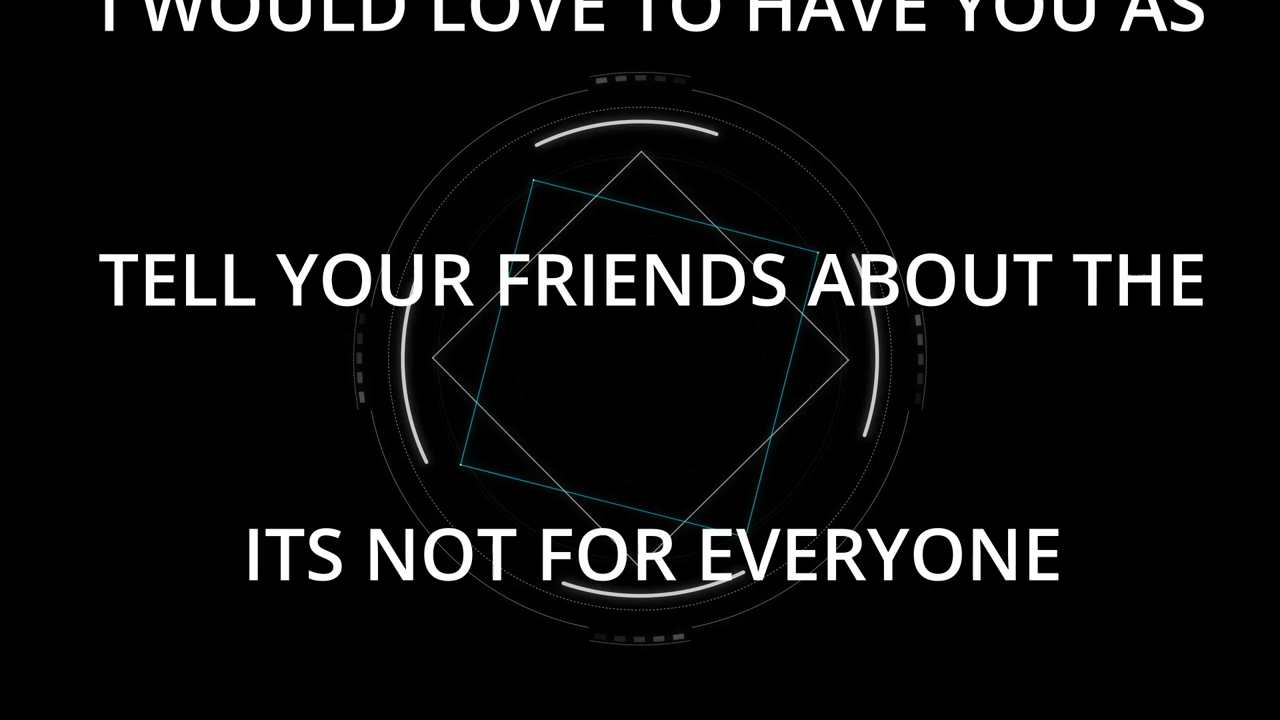 I WOULD LOVE TO HAVE YOU AS
TELL YOUR FRIENDS ABOUT THE
ITS NOT FOR EVERYONE